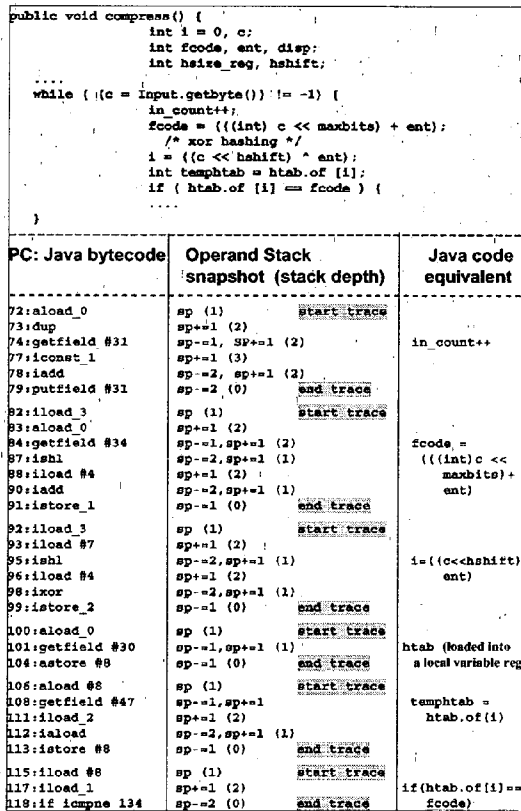 public void compress() {
int i = 0, c;
int fcode, ent, disp;
int hsize_reg, hshift;
....
while ( (c = Input.getbyte()) != -1) {
in_count++;
fcode = (((int) c << maxbits) + ent);
/* xor hashing */
i = ((c << hshift) ^ ent);
int temphtab = htab.of [i];
if ( htab.of [i] == fcode ) {
....
}
PC: Java bytecode Operand Stack snapshot (stack depth) Java code equivalent
72:aload_0 sp (1) start trace
73:dup sp+=1 (2)
74:getfield #31 sp-=1, SP+=1 (2) in_count++
77:iconst_1 sp+=1 (3)
78:iadd sp-=2, sp+=1 (2)
79:putfield #31 sp-=2 (0) end trace
82:iload_3 sp (1) start trace
83:aload_0 sp+=1 (2)
84:getfield #34 sp-=1,sp+=1 (2) fcode =
87:ishl sp-=2,sp+=1 (1) (((int)c <<
88:iload #4 sp+=1 (2) maxbits)+
90:iadd sp-=2,sp+=1 (1) ent)
91:istore_1 sp-=1 (0) end trace
92:iload_3 sp (1) start trace
93:iload #7 sp+=1 (2)
95:ishl sp-=2,sp+=1 (1) i=((c<<hshift)
96:iload #4 sp+=1 (2) ent)
98:ixor sp-=2,sp+=1 (1)
99:istore_2 sp-=1 (0) end trace
100:aload_0 sp (1) start trace
101:getfield #30 sp-=1,sp+=1 (1) htab (loaded into
104:astore #8 sp-=1 (0) end trace a local variable reg
106:aload #8 sp (1) start trace
108:getfield #47 sp-=1,sp+=1 temphtab =
111:iload_2 sp+=1 (2) htab.of(i)
112:iaload sp-=2,sp+=1 (1)
113:istore #8 sp-=1 (0) end trace
115:iload #8 sp (1) start trace
117:iload_1 sp+=1 (2) if(htab.of[i]==
118:if icmpne 134 sp-=2 (0) end trace fcode)